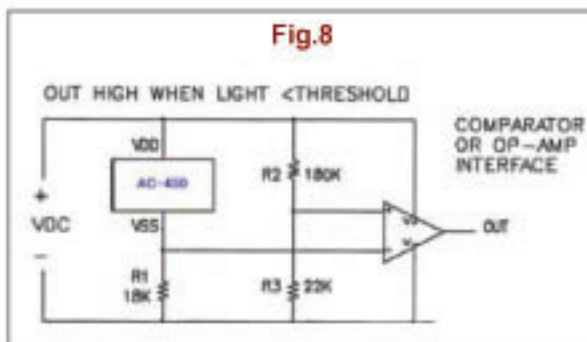 Fig.8
OUT HIGH WHEN LIGHT <THRESHOLD
COMPARATOR
OR OP-AMP
INTERFACE
VDD
AC-450
VSS
R2
180K
+
VDC
-
+
-
V+
V-
OUT
R1
18K
R3
22K